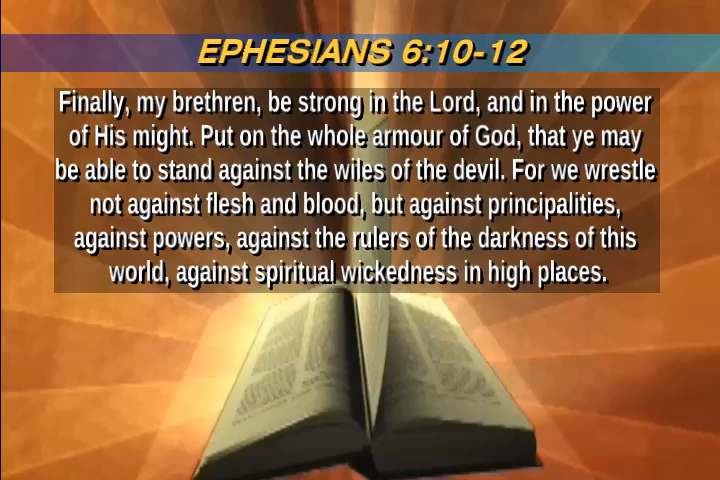 EPHESIANS 6:10-12
Finally, my brethren, be strong in the Lord, and in the power
of His might. Put on the whole armour of God, that ye may
be able to stand against the wiles of the devil. For we wrestle
not against flesh and blood, but against principalities,
against powers, against the rulers of the darkness of this
world, against spiritual wickedness in high places.